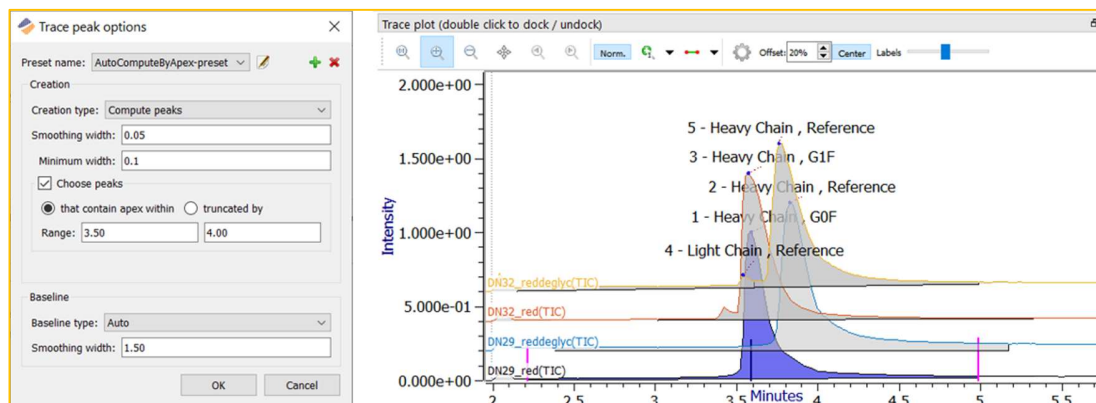 Trace peak options
Preset name: AutoComputeByApex-preset
Creation
Creation type: Compute peaks
Smoothing width: 0.05
Minimum width: 0.1
Choose peaks
that contain apex within truncated by
Range: 3.50 4.00
Baseline
Baseline type: Auto
Smoothing width: 1.50
OK Cancel
Trace plot (double click to dock / undock)
Norm. Offset: 20% Center Labels
2.000e+00
1.500e+00
1.000e+00
5.000e-01
0.000e+00
Intensity
5 - Heavy Chain , Reference
3 - Heavy Chain , G1F
2 - Heavy Chain , Reference
1 - Heavy Chain , G0F
4 - Light Chain , Reference
DN32_reddeglyc(TIC)
DN32_red(TIC)
DN29_reddeglyc(TIC)
DN29_red(TIC)
2 2.5 3 3.5 4 4.5 5 5.5
Minutes